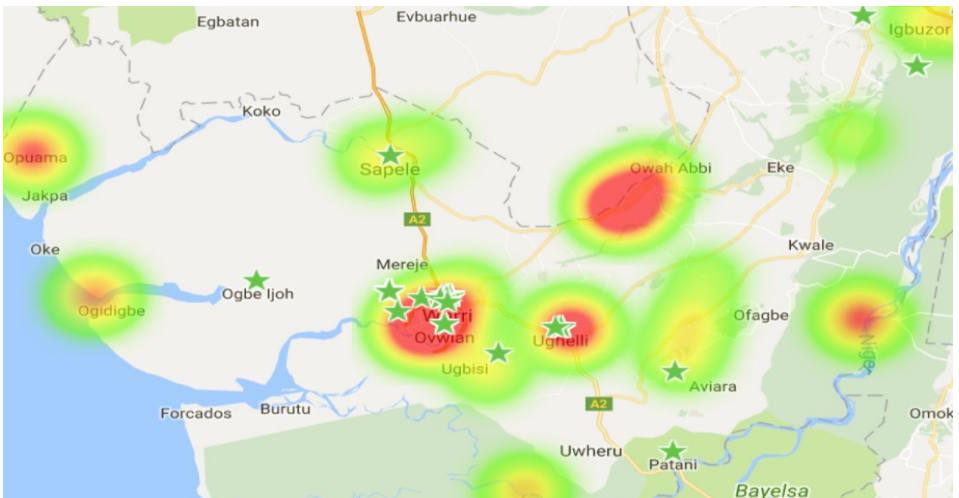 Egbatan
Evbuarhue
Igbuzor
Koko
Opuama
Sapele
Owah Abbi
Eke
Jakpa
A2
Oke
Kwale
Mereje
Ogbe Ijoh
Ogidigbe
Warri
Ofagbe
Ovwian
Ughelli
Niger
Ugbisi
Aviara
Forcados
Burutu
A2
Omok
Uwheru
Patani
Bayelsa